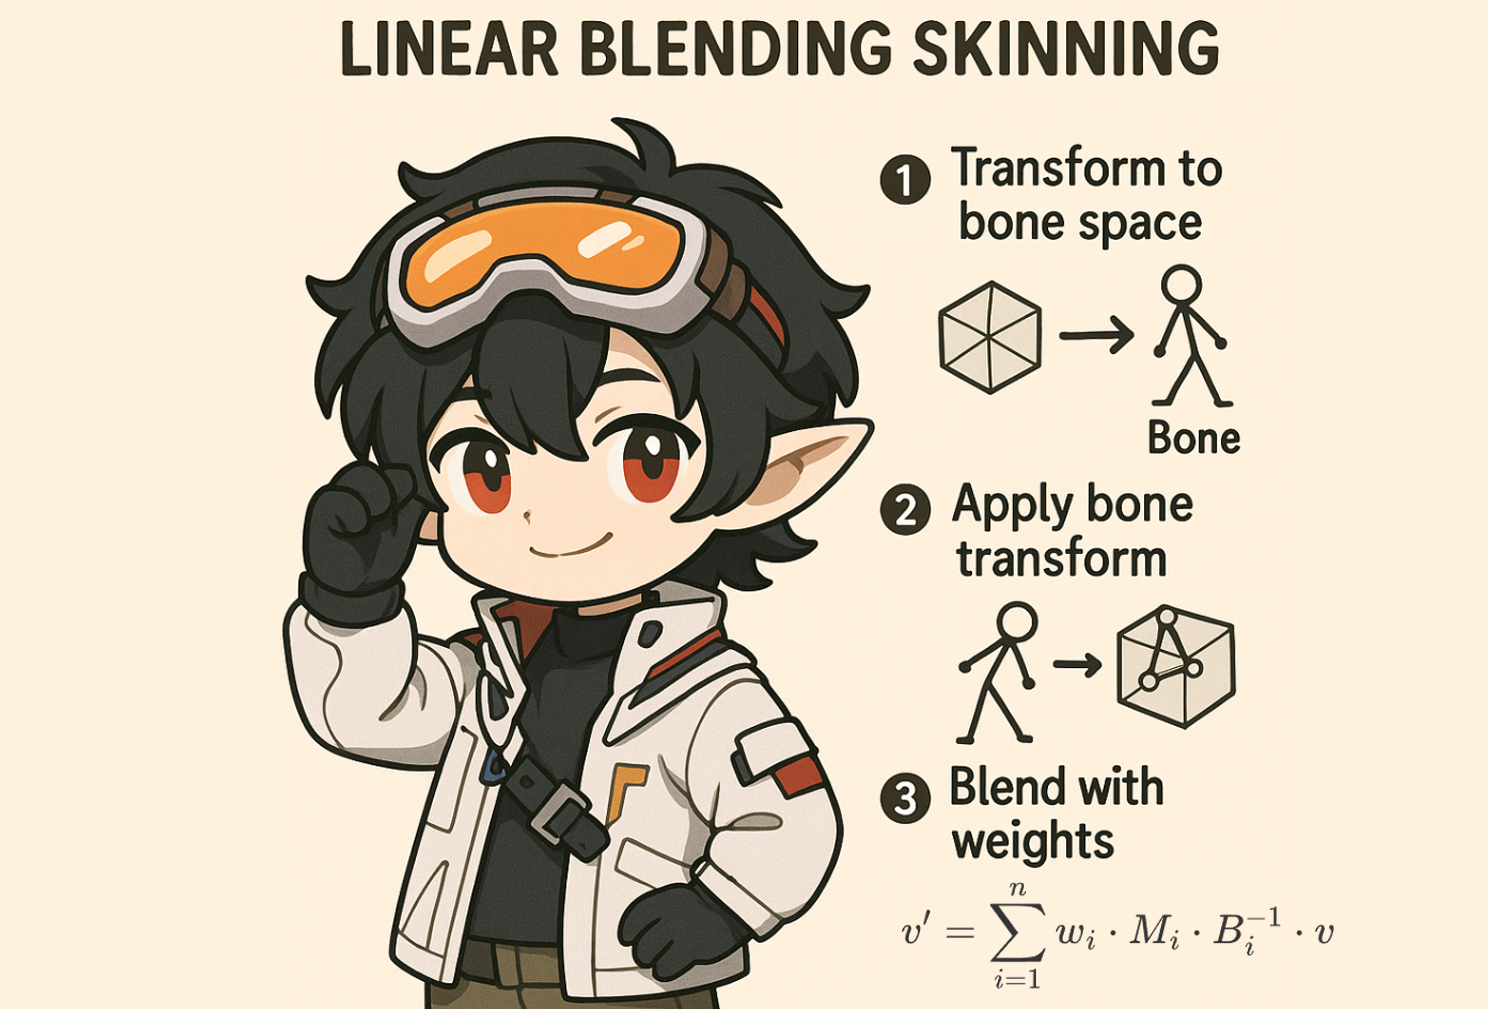 LINEAR BLENDING SKINNING
1 Transform to
bone space
Bone
2 Apply bone
transform
3 Blend with
weights
v' = \sum_{i=1}^{n} w_i · M_i · B_i^{-1} · v